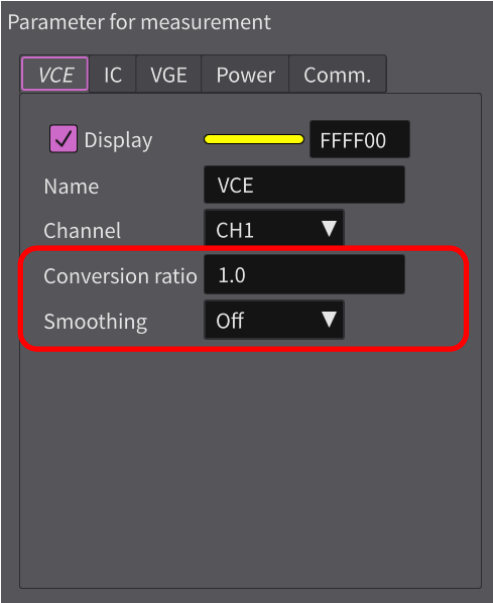 Parameter for measurement
VCE IC VGE Power Comm.
Display FFFF00
Name VCE
Channel CH1
Conversion ratio 1.0
Smoothing Off